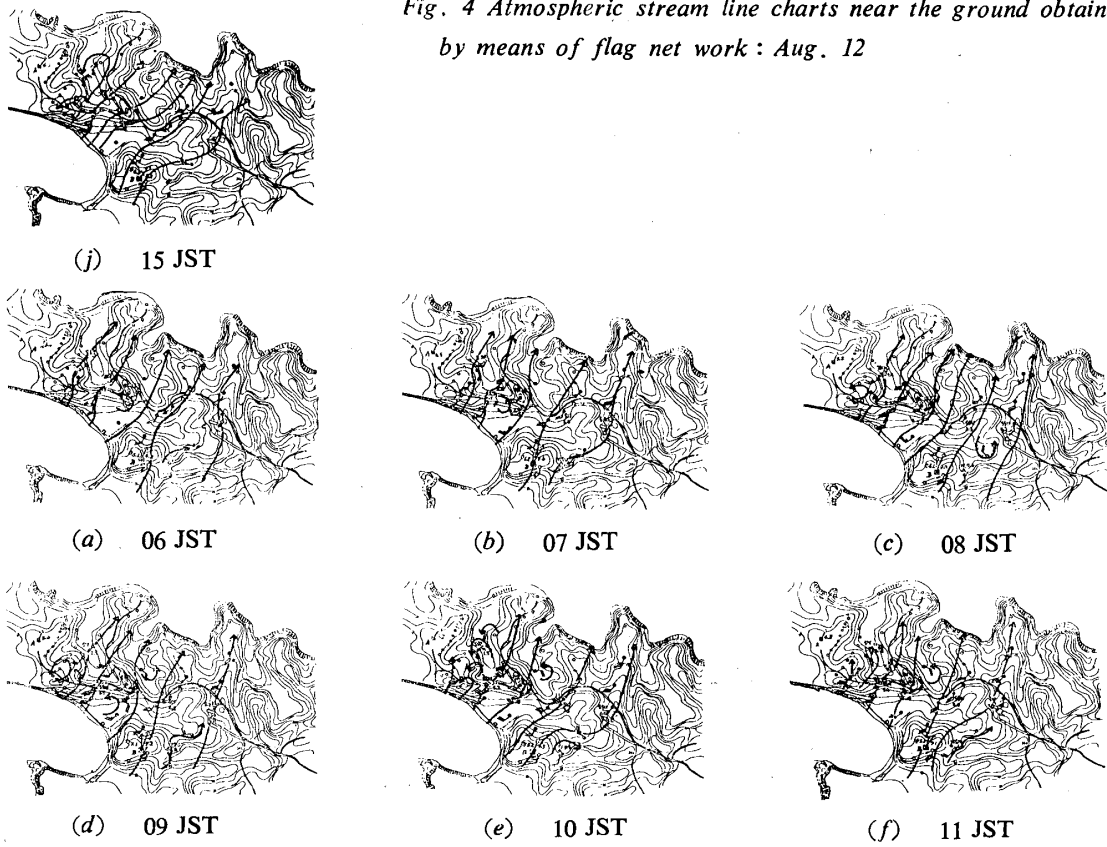 Fig. 4 Atmospheric stream line charts near the ground obtain
by means of flag net work : Aug. 12
(j) 15 JST
(a) 06 JST
(b) 07 JST
(c) 08 JST
(d) 09 JST
(e) 10 JST
(f) 11 JST